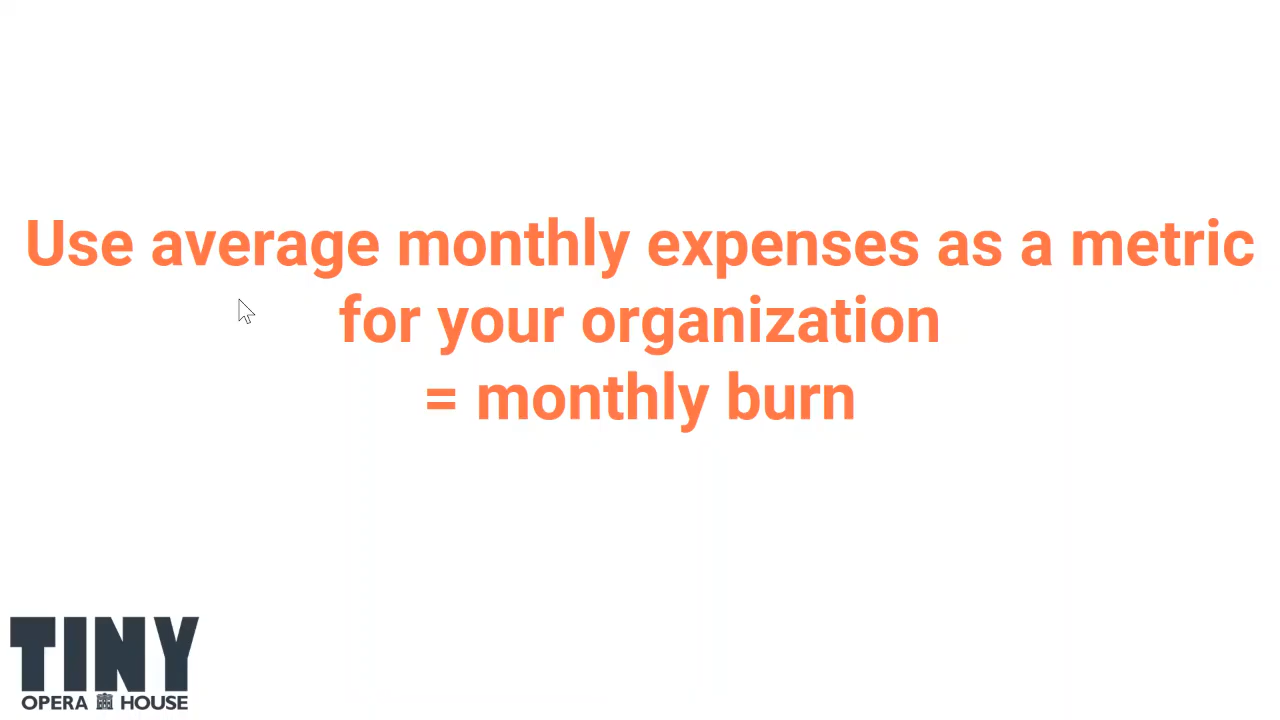 Use average monthly expenses as a metric
for your organization
= monthly burn
TINY
OPERA HOUSE